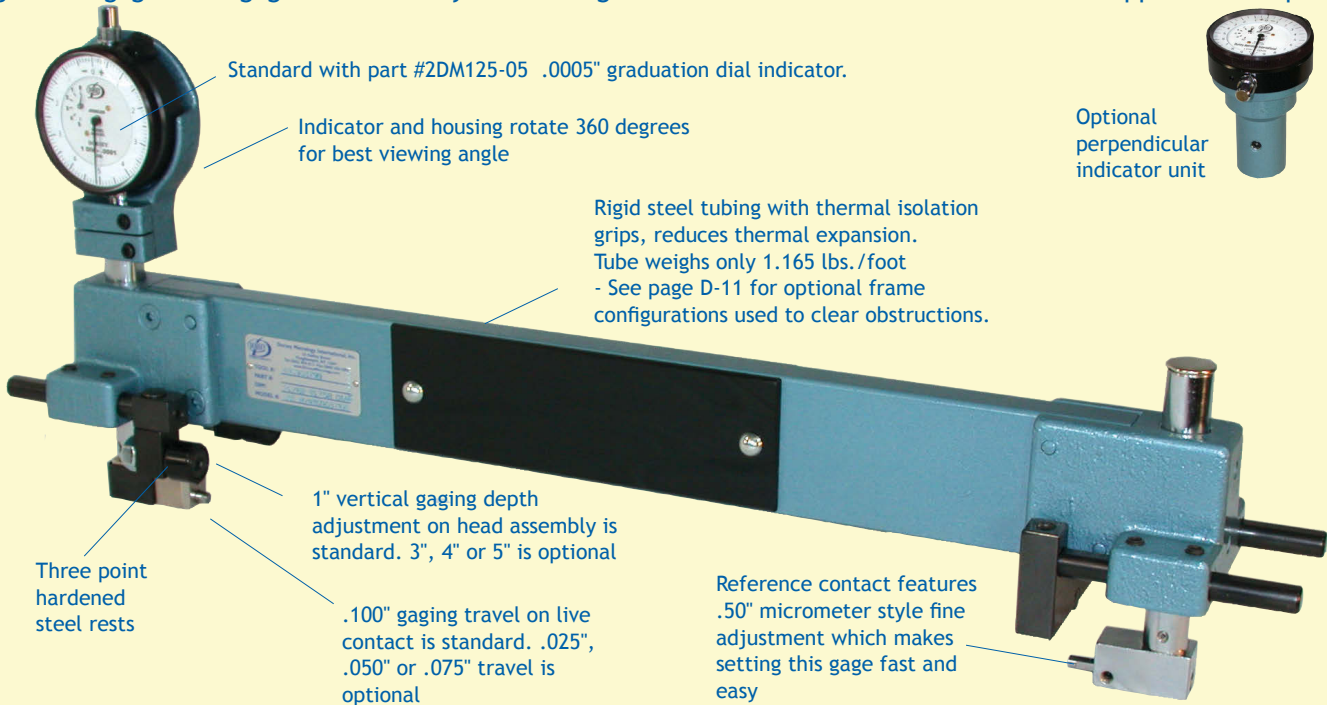 Standard with part #2DM125-05 .0005" graduation dial indicator.
Indicator and housing rotate 360 degrees
for best viewing angle
Optional
perpendicular
indicator unit
Rigid steel tubing with thermal isolation
grips, reduces thermal expansion.
Tube weighs only 1.165 lbs./foot
- See page D-11 for optional frame
configurations used to clear obstructions.
Dorsey Metrology International, Inc.
1" vertical gaging depth
adjustment on head assembly is
standard. 3", 4" or 5" is optional
Three point
hardened
steel rests
.100" gaging travel on live
contact is standard. .025",
.050" or .075" travel is
optional
Reference contact features
.50" micrometer style fine
adjustment which makes
setting this gage fast and
easy